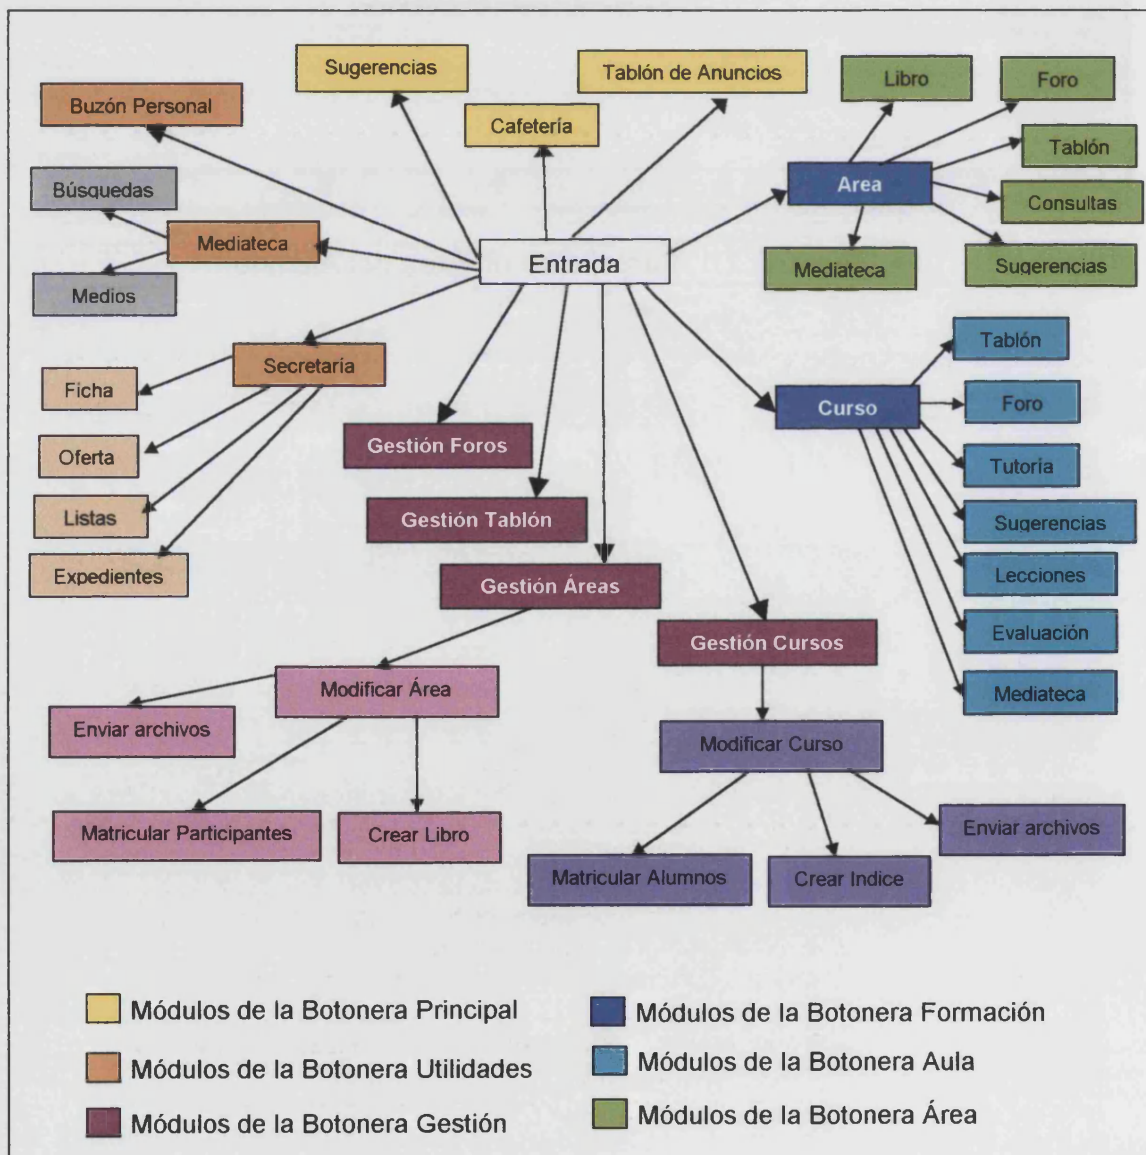 Sugerencias
Tablón de Anuncios
Libro
Foro
Buzón Personal
Cafetería
Tablón
Búsquedas
Area
Consultas
Mediateca
Entrada
Mediateca
Sugerencias
Medios
Secretaría
Tablón
Ficha
Curso
Foro
Gestión Foros
Oferta
Tutoría
Listas
Gestión Tablón
Sugerencias
Expedientes
Gestión Áreas
Lecciones
Gestión Cursos
Evaluación
Modificar Área
Mediateca
Enviar archivos
Modificar Curso
Matricular Participantes
Crear Libro
Enviar archivos
Matricular Alumnos
Crear Indice
Módulos de la Botonera Principal
Módulos de la Botonera Formación
Módulos de la Botonera Utilidades
Módulos de la Botonera Aula
Módulos de la Botonera Gestión
Módulos de la Botonera Área